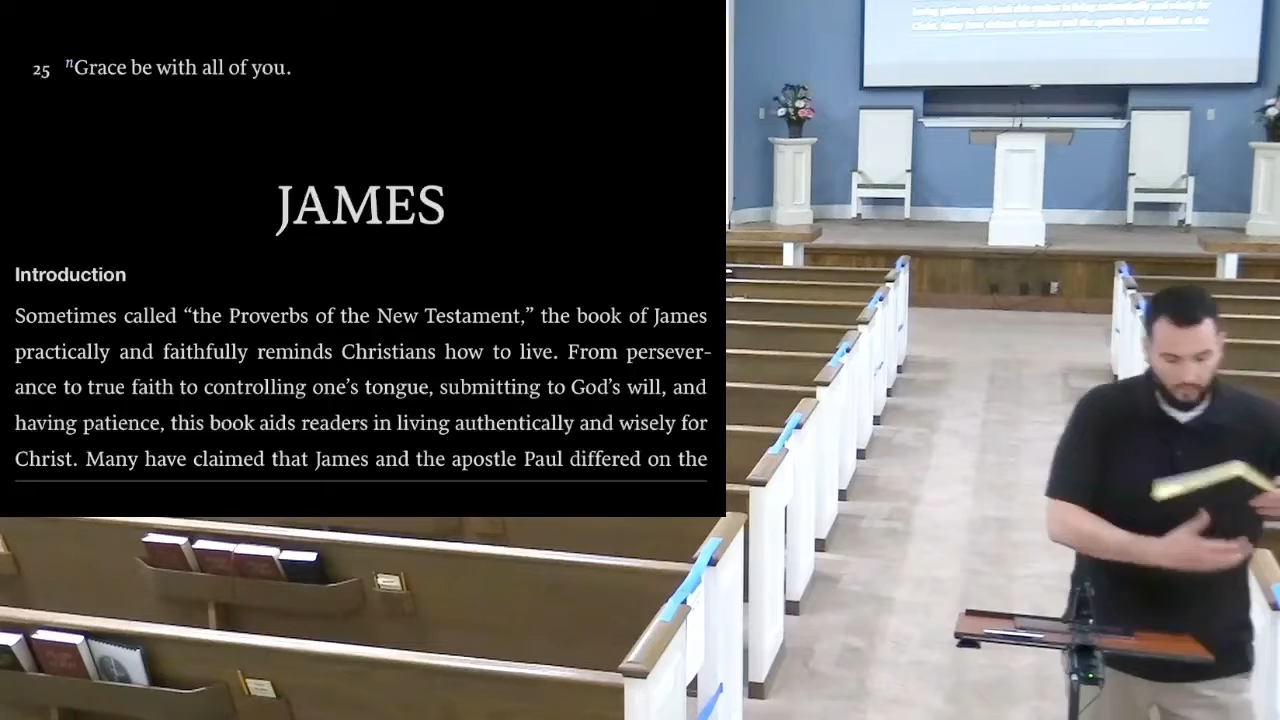 25 nGrace be with all of you.
JAMES
Introduction
Sometimes called “the Proverbs of the New Testament,” the book of James
practically and faithfully reminds Christians how to live. From persever-
ance to true faith to controlling one’s tongue, submitting to God’s will, and
having patience, this book aids readers in living authentically and wisely for
Christ. Many have claimed that James and the apostle Paul differed on the